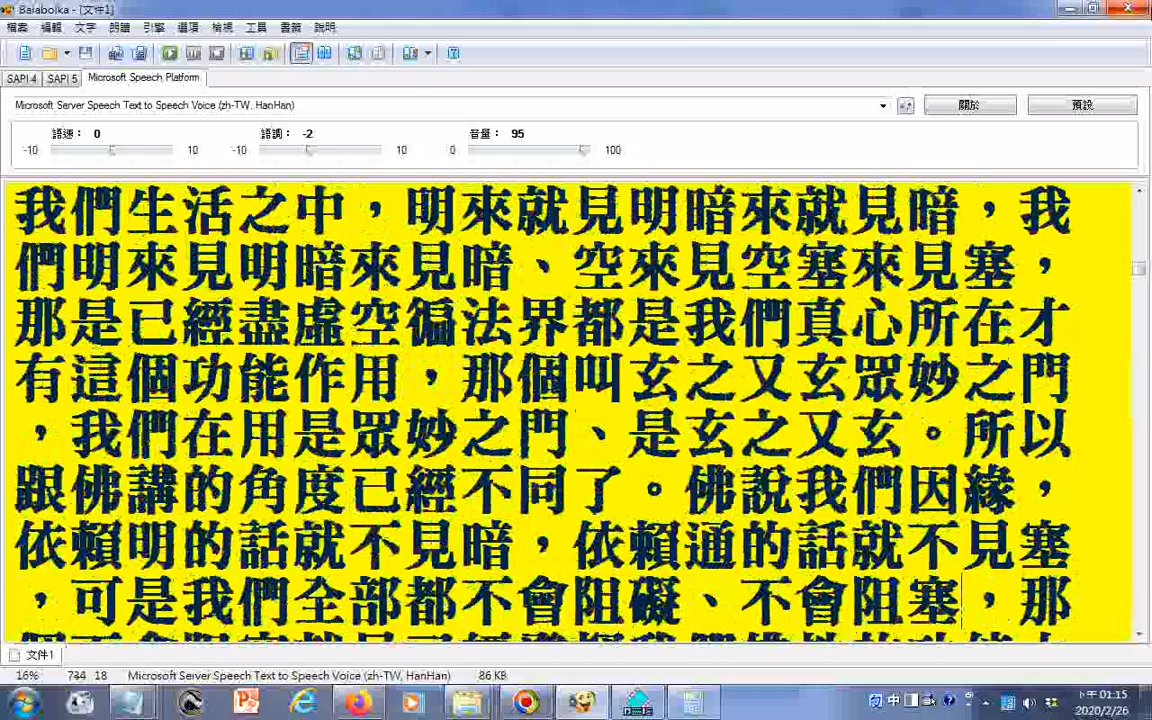 Balabolka - [文件1]
檔案 編輯 文字 朗讀 引擎 選項 檢視 工具 書籤 說明
SAPI 4 SAPI 5 Microsoft Speech Platform
Microsoft Server Speech Text to Speech Voice (zh-TW, HanHan) 關於 預設
語速： 0 語調： -2 音量： 95
-10 10 -10 10 0 100
我們生活之中，明來就見明暗來就見暗，我
們明來見明暗來見暗、空來見空塞來見塞，
那是已經盡虛空徧法界都是我們真心所在才
有這個功能作用，那個叫玄之又玄眾妙之門
，我們在用是眾妙之門、是玄之又玄。所以
跟佛講的角度已經不同了。佛說我們因緣，
依賴明的話就不見暗，依賴通的話就不見塞
，可是我們全部都不會阻礙、不會阻塞，那
文件1
16% 744 18 Microsoft Server Speech Text to Speech Voice (zh-TW, HanHan) 86 KB
中 下午 01:15
2020/2/26